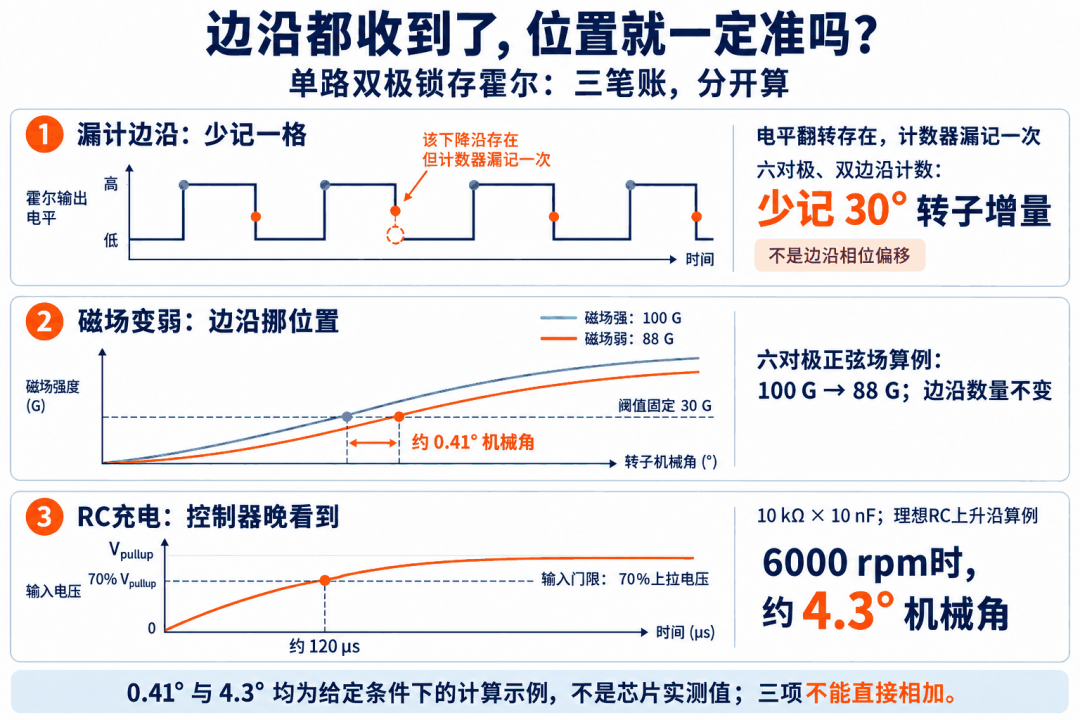 边沿都收到了,位置就一定准吗?
单路双极锁存霍尔：三笔账，分开算
1 漏计边沿：少记一格
该下降沿存在
但计数器漏记一次
霍尔输出
电平
高
低
时间
电平翻转存在，计数器漏记一次
六对极、双边沿计数：
少记 30° 转子增量
不是边沿相位偏移
2 磁场变弱：边沿挪位置
磁场强：100 G
磁场弱：88 G
磁场强度
(G)
阈值固定 30 G
约 0.41° 机械角
转子机械角 (°)
六对极正弦场算例：
100 G → 88 G；边沿数量不变
3 RC充电：控制器晚看到
Vpullup
70% Vpullup
输入电压
0
输入门限：70%上拉电压
时间 (μs)
约 120 μs
10 kΩ × 10 nF；理想RC上升沿算例
6000 rpm时，
约 4.3° 机械角
0.41° 与 4.3° 均为给定条件下的计算示例，不是芯片实测值；三项不能直接相加。